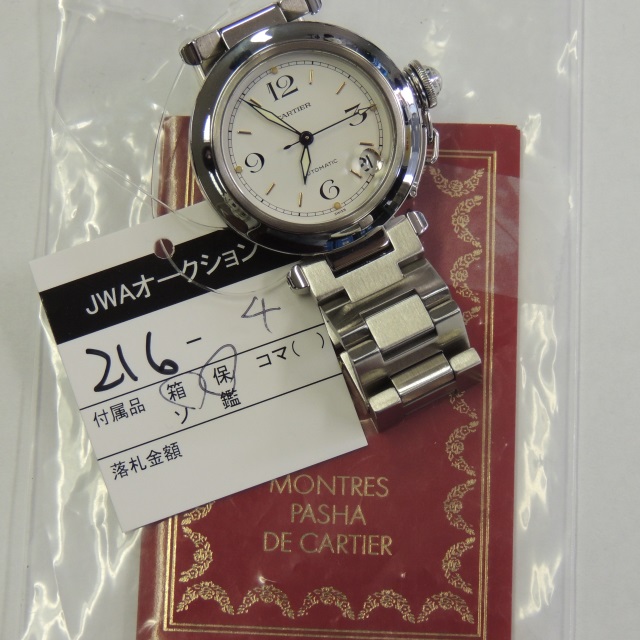 12
CARTIER
AUTOMATIC
9
3
6
JWAオークション
216-4
付属品 箱 保 コマ( )
ソ 鑑
落札金額
MONTRES
PASHA
DE CARTIER